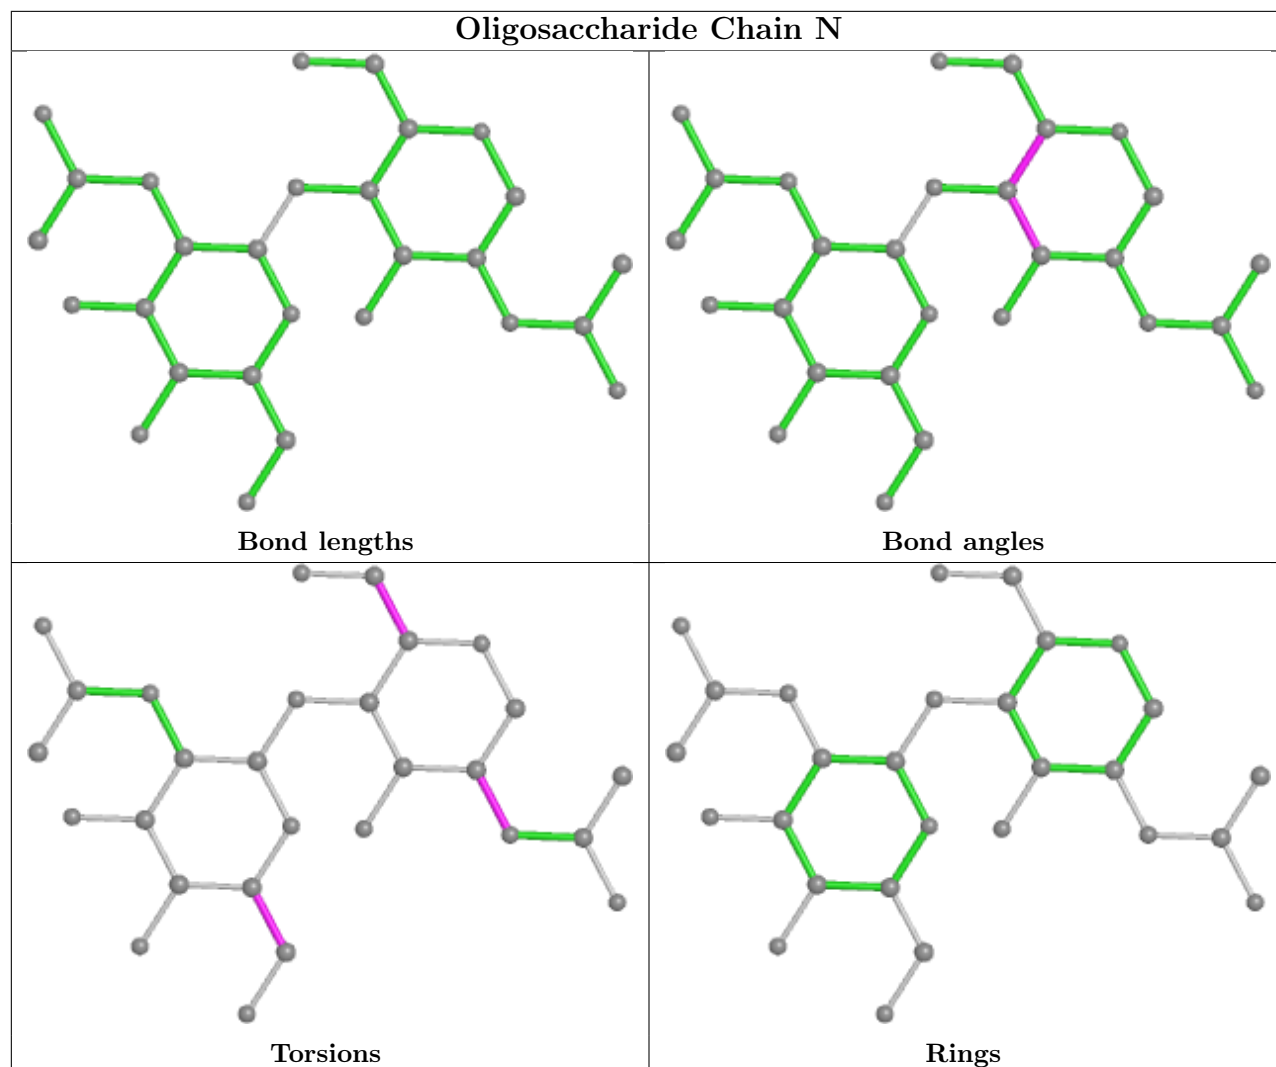 Oligosaccharide Chain N
Bond lengths
Bond angles
Torsions
Rings